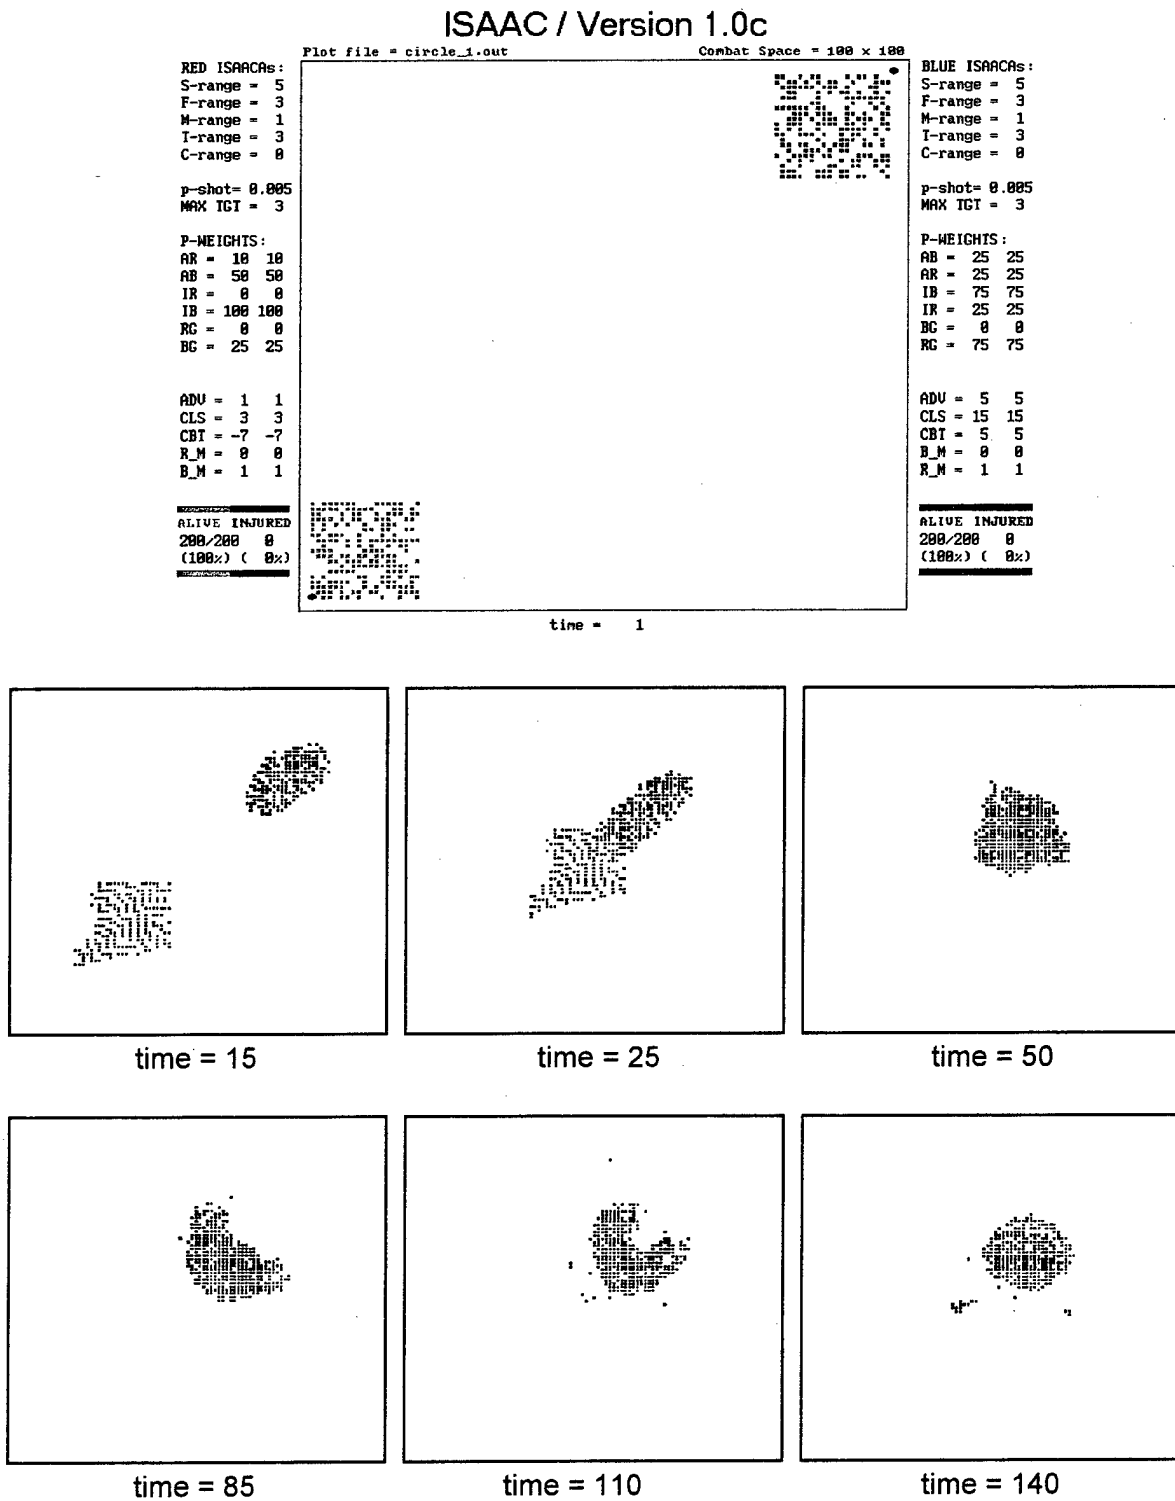 ISAAC / Version 1.0c
Plot file = circle_1.out
Combat Space = 100 x 100
RED ISAACAs:
S-range = 5
F-range = 3
M-range = 1
T-range = 3
C-range = 0
p-shot= 0.005
MAX TGT = 3
P-WEIGHTS:
AR = 10 10
AB = 50 50
IR = 0 0
IB = 100 100
RG = 0 0
BG = 25 25
ADV = 1 1
CLS = 3 3
CBT = -7 -7
R_M = 0 0
B_M = 1 1
ALIVE INJURED
200/200 0
(100%) ( 0%)
BLUE ISAACAs:
S-range = 5
F-range = 3
M-range = 1
T-range = 3
C-range = 0
p-shot= 0.005
MAX TGT = 3
P-WEIGHTS:
AB = 25 25
AR = 25 25
IB = 75 75
IR = 25 25
BG = 0 0
RG = 75 75
ADV = 5 5
CLS = 15 15
CBT = 5 5
B_M = 0 0
R_M = 1 1
ALIVE INJURED
200/200 0
(100%) ( 0%)
time = 1
time = 15
time = 25
time = 50
time = 85
time = 110
time = 140